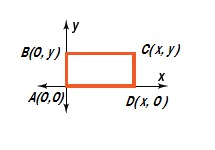 y
B(0, y)
C(x, y)
x
A(0,0)
D(x, 0)